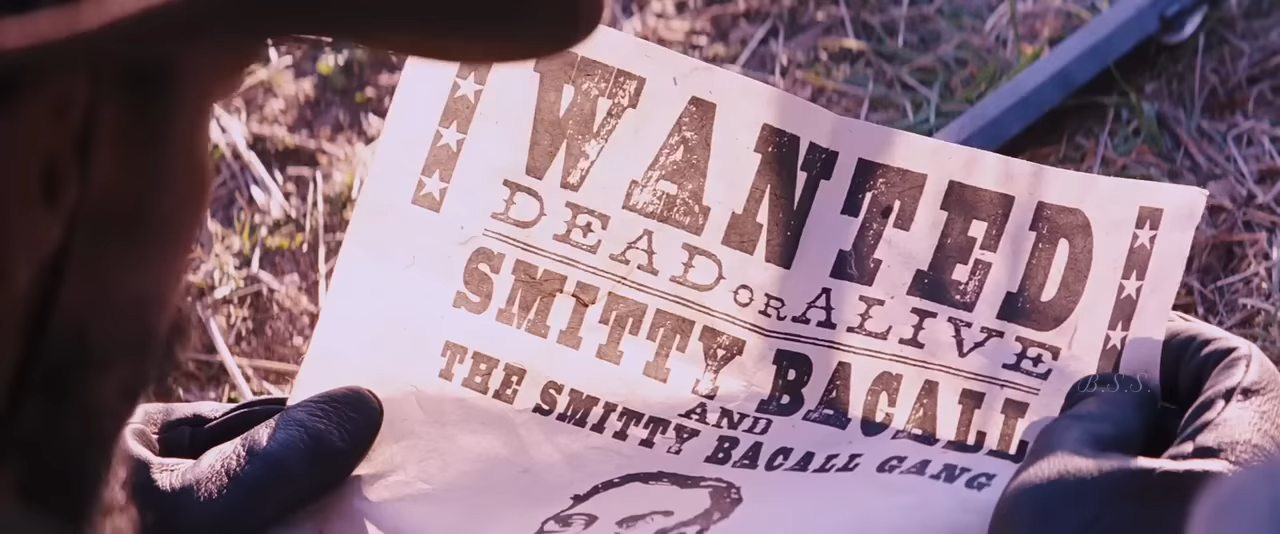 WANTED
DEAD OR ALIVE
SMITTY BACALL
AND
THE SMITTY BACALL GANG
B.S.S.